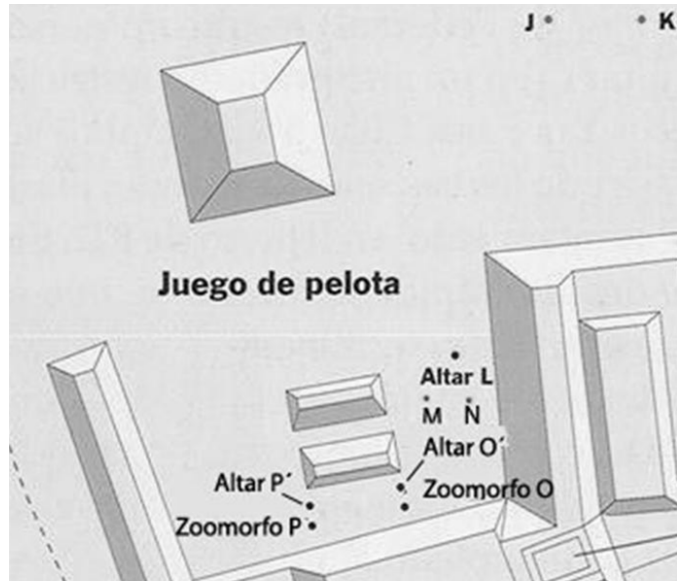 J K
Juego de pelota
Altar L
M N
Altar O´
Altar P´
Zoomorfo O
Zoomorfo P